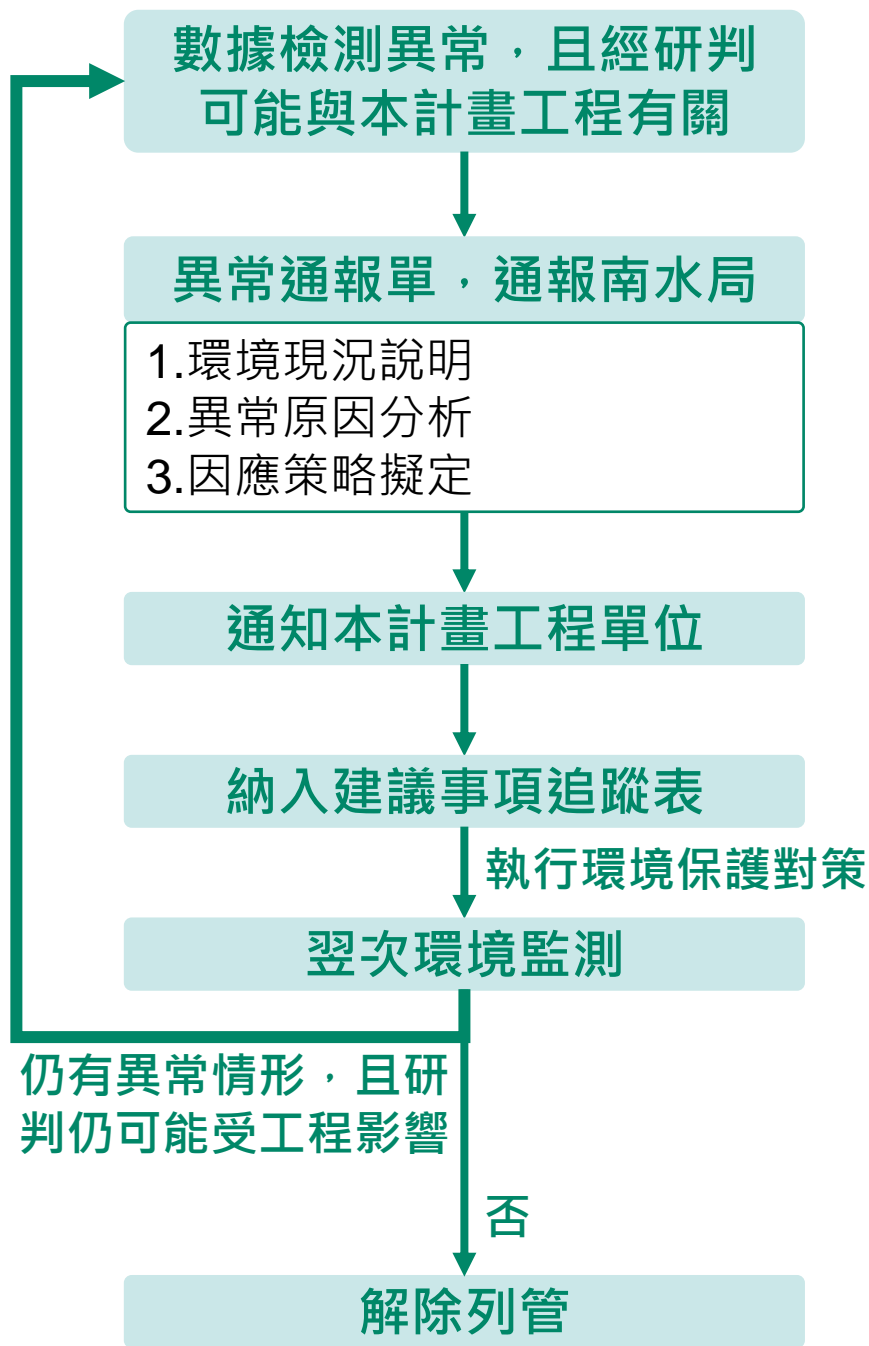 數據檢測異常，且經研判
可能與本計畫工程有關
異常通報單，通報南水局
1.環境現況說明
2.異常原因分析
3.因應策略擬定
通知本計畫工程單位
納入建議事項追蹤表
執行環境保護對策
翌次環境監測
仍有異常情形，且研
判仍可能受工程影響
否
解除列管